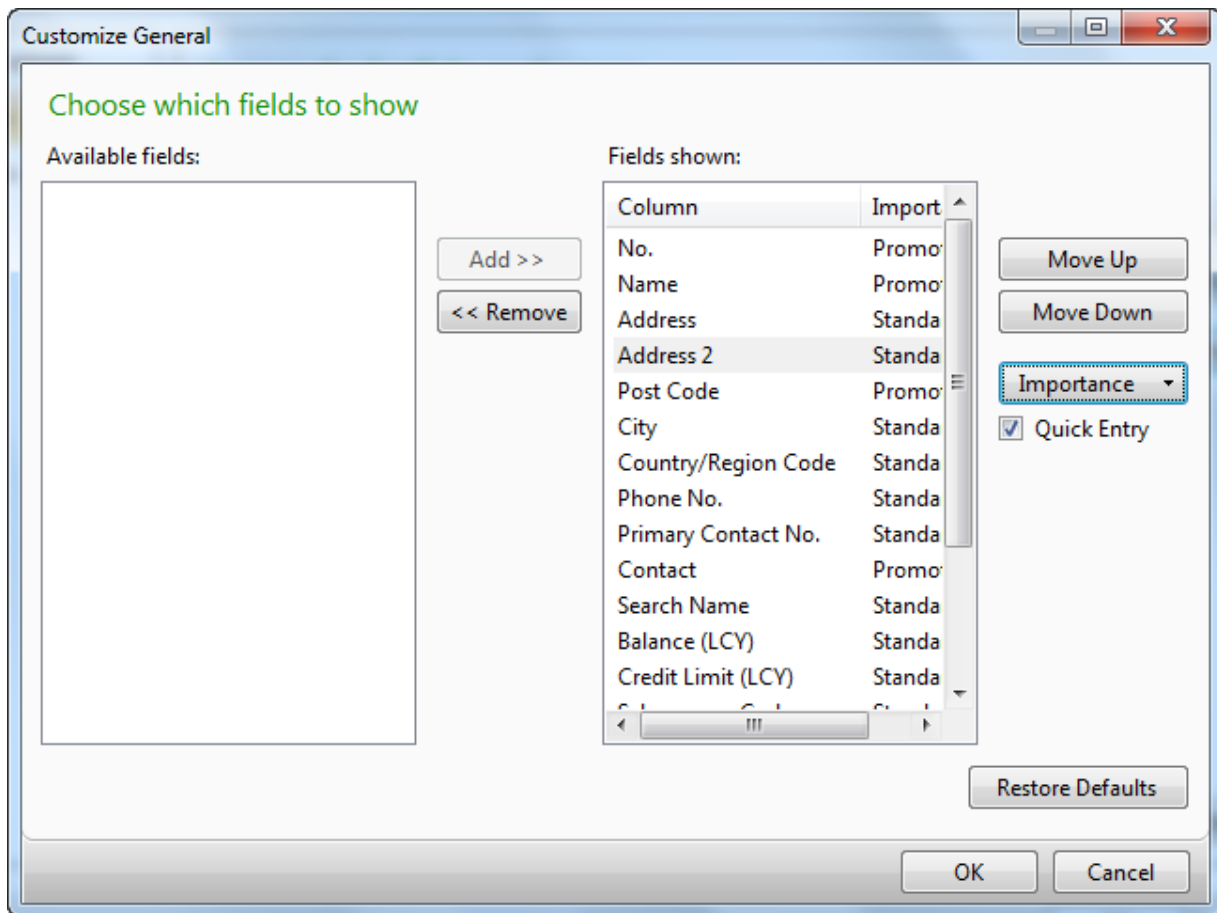 Customize General
Choose which fields to show
Available fields:
Fields shown:
Column Import
No. Promo
Name Promo
Address Standa
Address 2 Standa
Post Code Promo
City Standa
Country/Region Code Standa
Phone No. Standa
Primary Contact No. Standa
Contact Promo
Search Name Standa
Balance (LCY) Standa
Credit Limit (LCY) Standa
Add >>
<< Remove
Move Up
Move Down
Importance
Quick Entry
Restore Defaults
OK Cancel